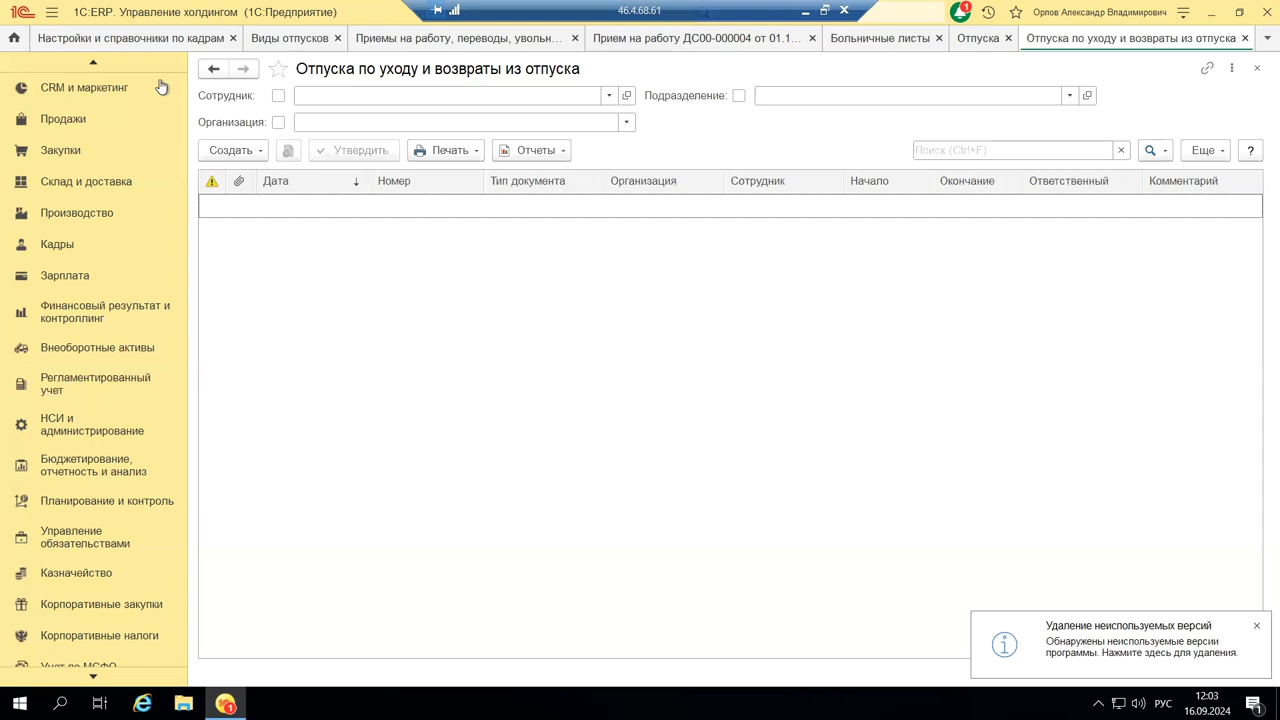 1С:ERP. Управление холдингом (1С:Предприятие)
46.4.68.61
1
Орлов Александр Владимирович
Настройки и справочники по кадрам
Виды отпусков
Приемы на работу, переводы, увольн...
Прием на работу ДС00-000004 от 01.1...
Больничные листы
Отпуска
Отпуска по уходу и возвраты из отпуска
CRM и маркетинг
Продажи
Закупки
Склад и доставка
Производство
Кадры
Зарплата
Финансовый результат и
контроллинг
Внеоборотные активы
Регламентированный
учет
НСИ и
администрирование
Бюджетирование,
отчетность и анализ
Планирование и контроль
Управление
обязательствами
Казначейство
Корпоративные закупки
Корпоративные налоги
Учет по МСФО
Отпуска по уходу и возвраты из отпуска
Сотрудник:
Подразделение:
Организация:
Создать
Утвердить
Печать
Отчеты
Поиск (Ctrl+F)
Еще
?
Дата
Номер
Тип документа
Организация
Сотрудник
Начало
Окончание
Ответственный
Комментарий
Удаление неиспользуемых версий
Обнаружены неиспользуемые версии
программы. Нажмите здесь для удаления.
1
РУС
12:03
16.09.2024
1